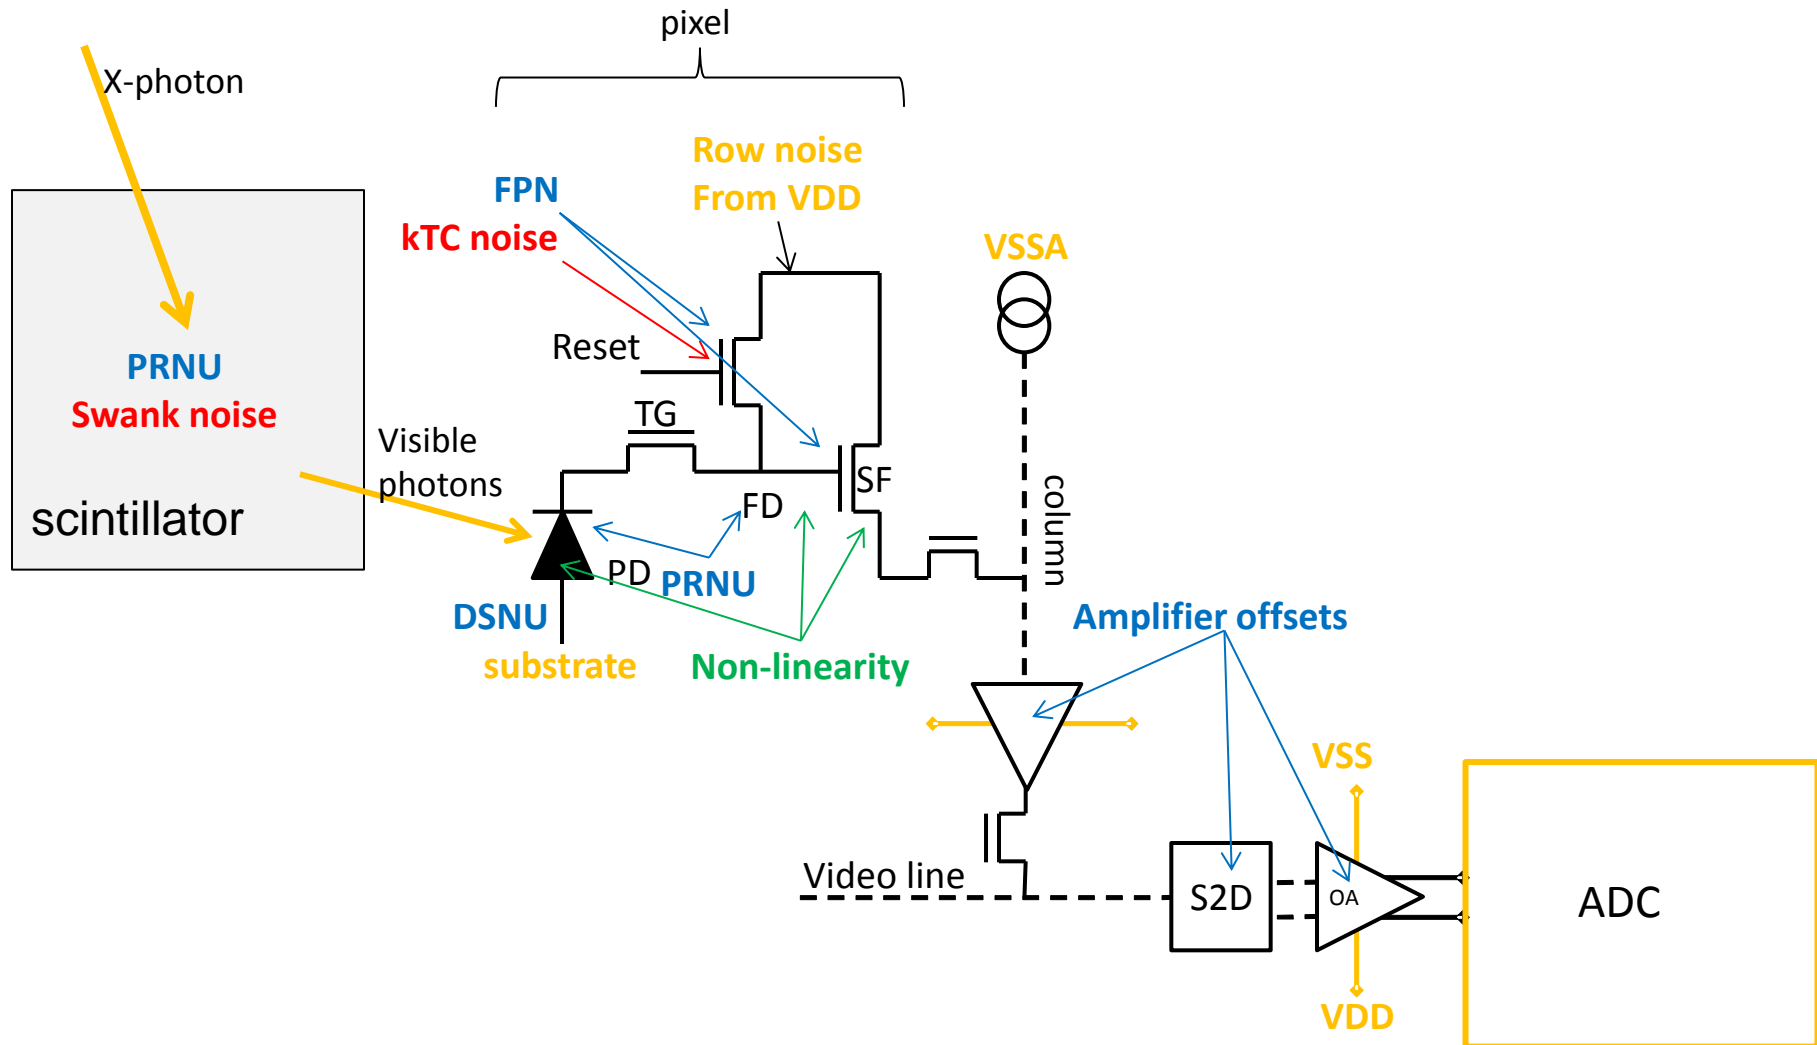 pixel
X-photon
Row noise
From VDD
FPN
kTC noise
VSSA
Reset
PRNU
Swank noise
TG
Visible
photons
SF
column
scintillator
FD
PD
PRNU
DSNU
substrate
Non-linearity
Amplifier offsets
VSS
Video line
S2D
OA
ADC
VDD